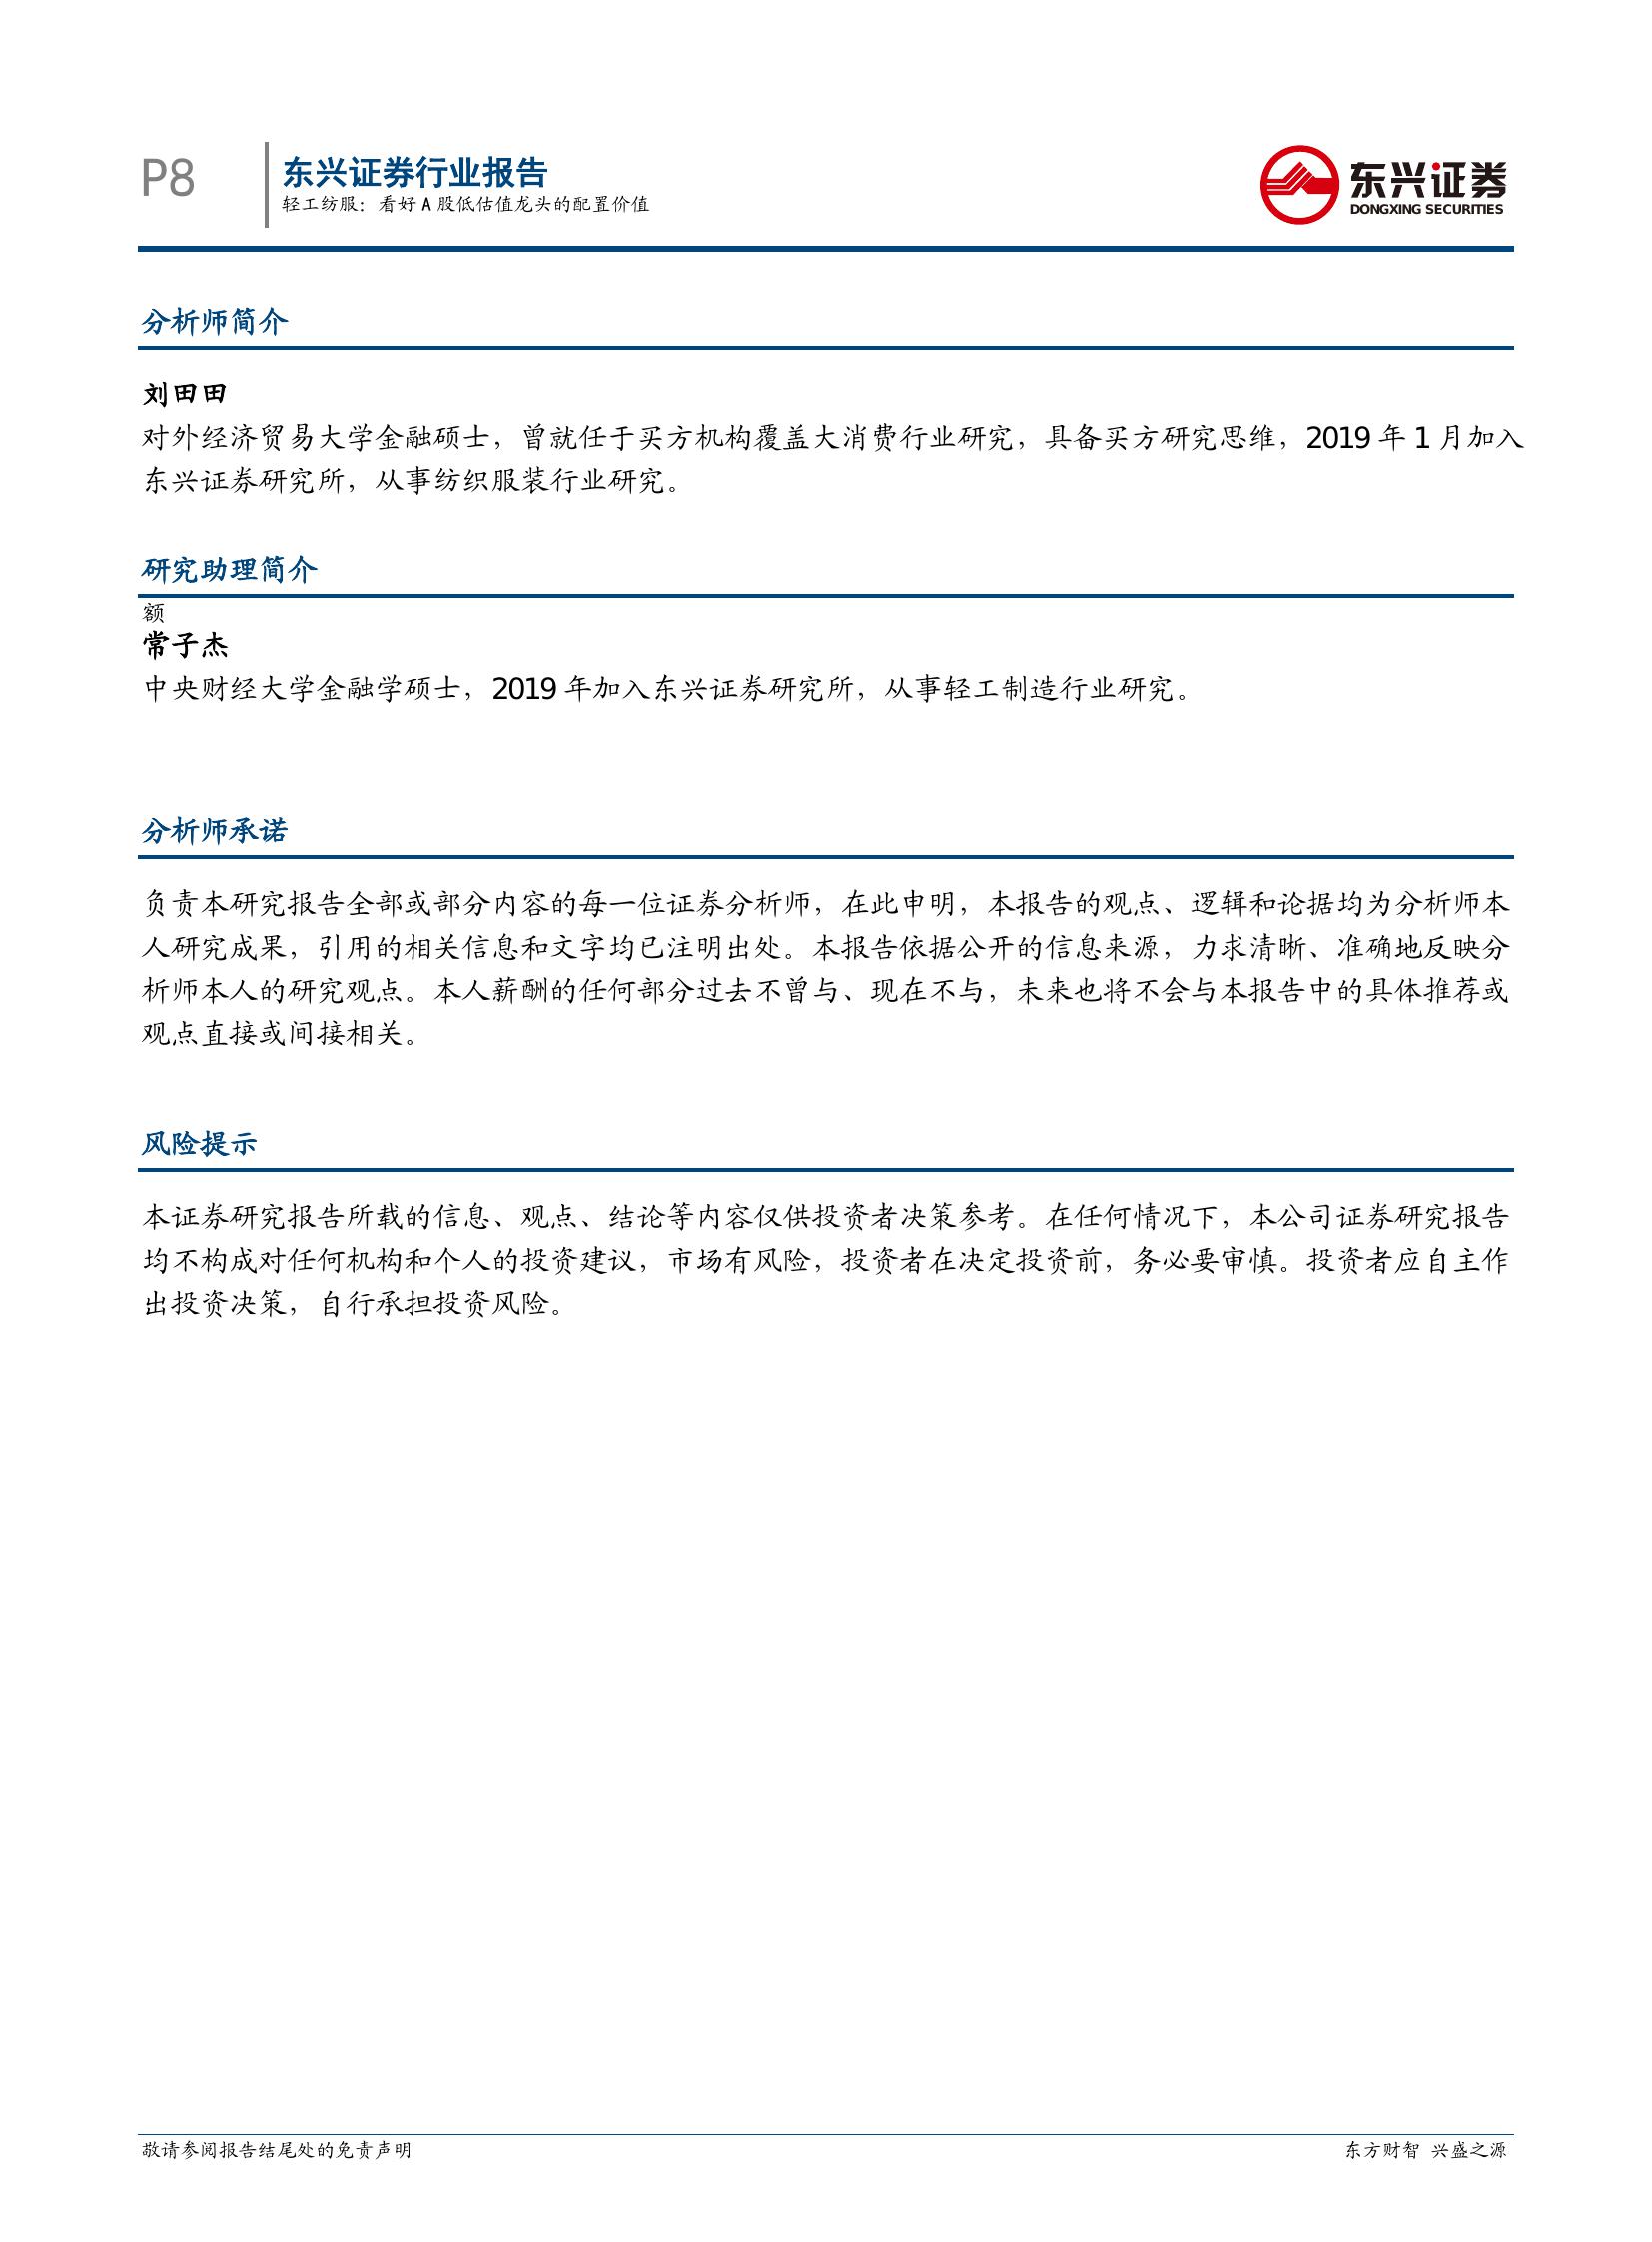 P8
东兴证券行业报告
轻工纺服：看好 A 股低估值龙头的配置价值
东兴证券
DONGXING SECURITIES
分析师简介
刘田田
对外经济贸易大学金融硕士，曾就任于买方机构覆盖大消费行业研究，具备买方研究思维，2019 年 1 月加入
东兴证券研究所，从事纺织服装行业研究。
研究助理简介
额
常子杰
中央财经大学金融学硕士，2019 年加入东兴证券研究所，从事轻工制造行业研究。
分析师承诺
负责本研究报告全部或部分内容的每一位证券分析师，在此申明，本报告的观点、逻辑和论据均为分析师本
人研究成果，引用的相关信息和文字均已注明出处。本报告依据公开的信息来源，力求清晰、准确地反映分
析师本人的研究观点。本人薪酬的任何部分过去不曾与、现在不与，未来也将不会与本报告中的具体推荐或
观点直接或间接相关。
风险提示
本证券研究报告所载的信息、观点、结论等内容仅供投资者决策参考。在任何情况下，本公司证券研究报告
均不构成对任何机构和个人的投资建议，市场有风险，投资者在决定投资前，务必要审慎。投资者应自主作
出投资决策，自行承担投资风险。
敬请参阅报告结尾处的免责声明
东方财智 兴盛之源